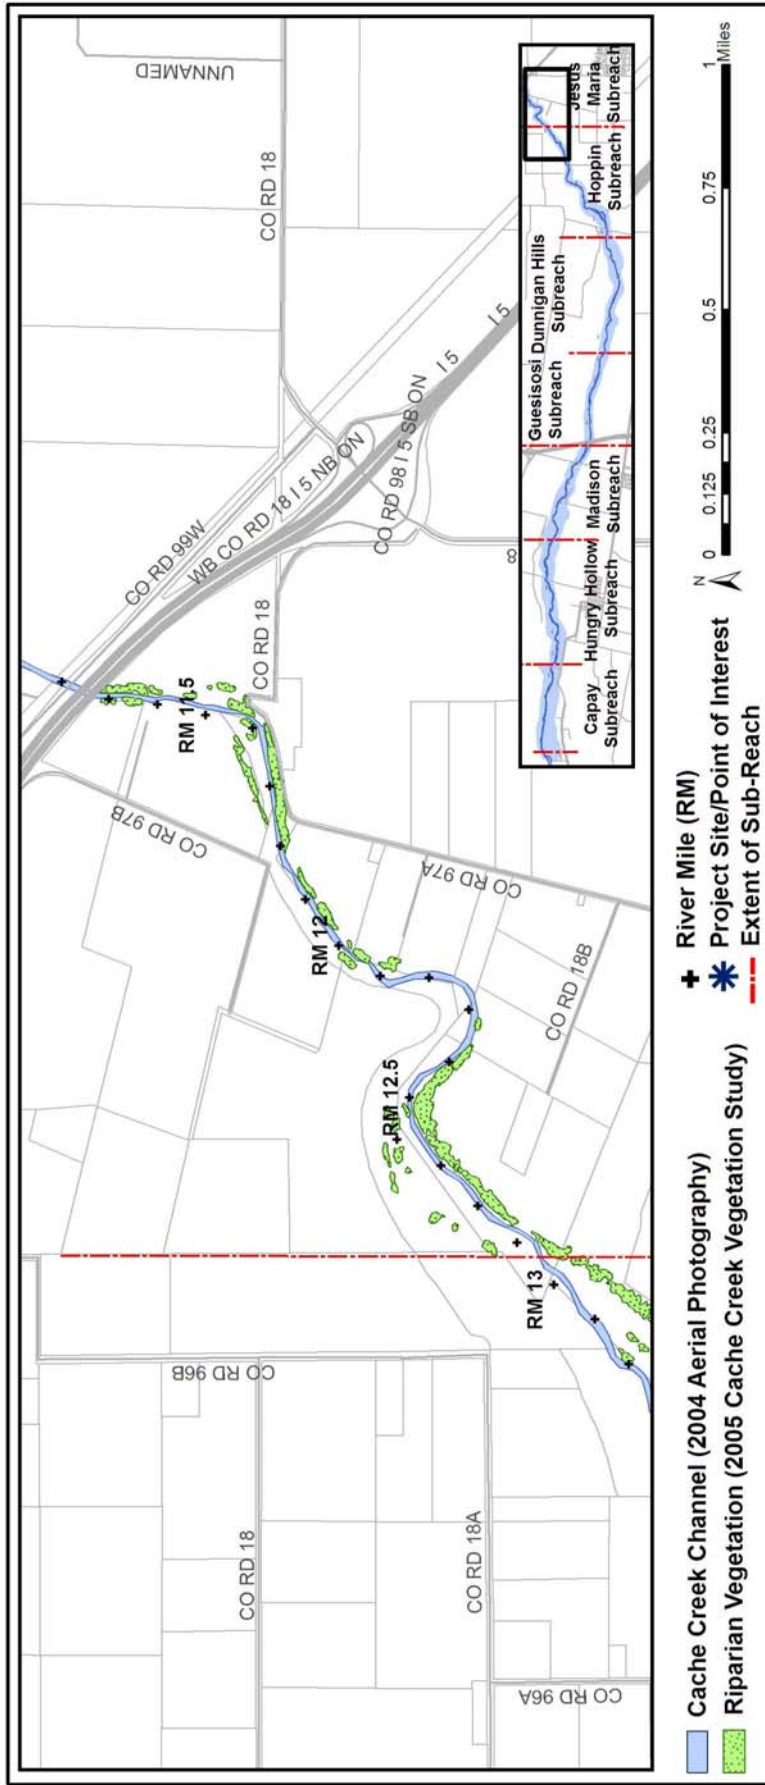 UNNAMED
CO RD 18
CO RD 99W
WB CO RD 18 I 5 NB ON
I 5
I 5
CO RD 98 I 5 SB ON
CO RD 18
RM 11.5
CO RD 97B
CO RD 97A
RM 12
CO RD 18B
RM 12.5
RM 13
CO RD 96B
CO RD 18
CO RD 18A
CO RD 96A
Capay
Subreach
Hungry Hollow
Subreach
Madison
Subreach
Guesisosi
Subreach
Dunnigan Hills
Subreach
Hoppin
Subreach
Jesus
Maria
Subreach
Cache Creek Channel (2004 Aerial Photography)
Riparian Vegetation (2005 Cache Creek Vegetation Study)
River Mile (RM)
Project Site/Point of Interest
Extent of Sub-Reach
N
0 0.125 0.25 0.5 0.75 1
Miles